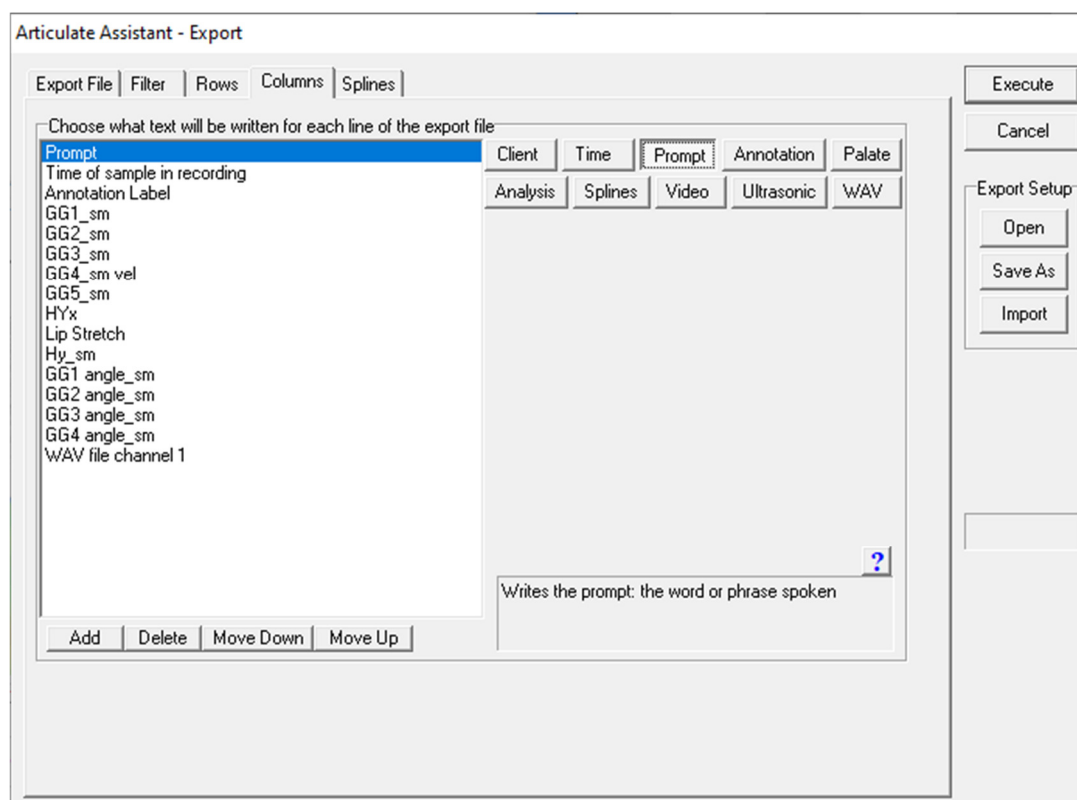 Articulate Assistant - Export
Export File Filter Rows Columns Splines
Execute
Cancel
Choose what text will be written for each line of the export file
Prompt
Time of sample in recording
Annotation Label
GG1_sm
GG2_sm
GG3_sm
GG4_sm vel
GG5_sm
HYx
Lip Stretch
Hy_sm
GG1 angle_sm
GG2 angle_sm
GG3 angle_sm
GG4 angle_sm
WAV file channel 1
Client Time Prompt Annotation Palate
Analysis Splines Video Ultrasonic WAV
?
Writes the prompt: the word or phrase spoken
Add Delete Move Down Move Up
Export Setup
Open
Save As
Import